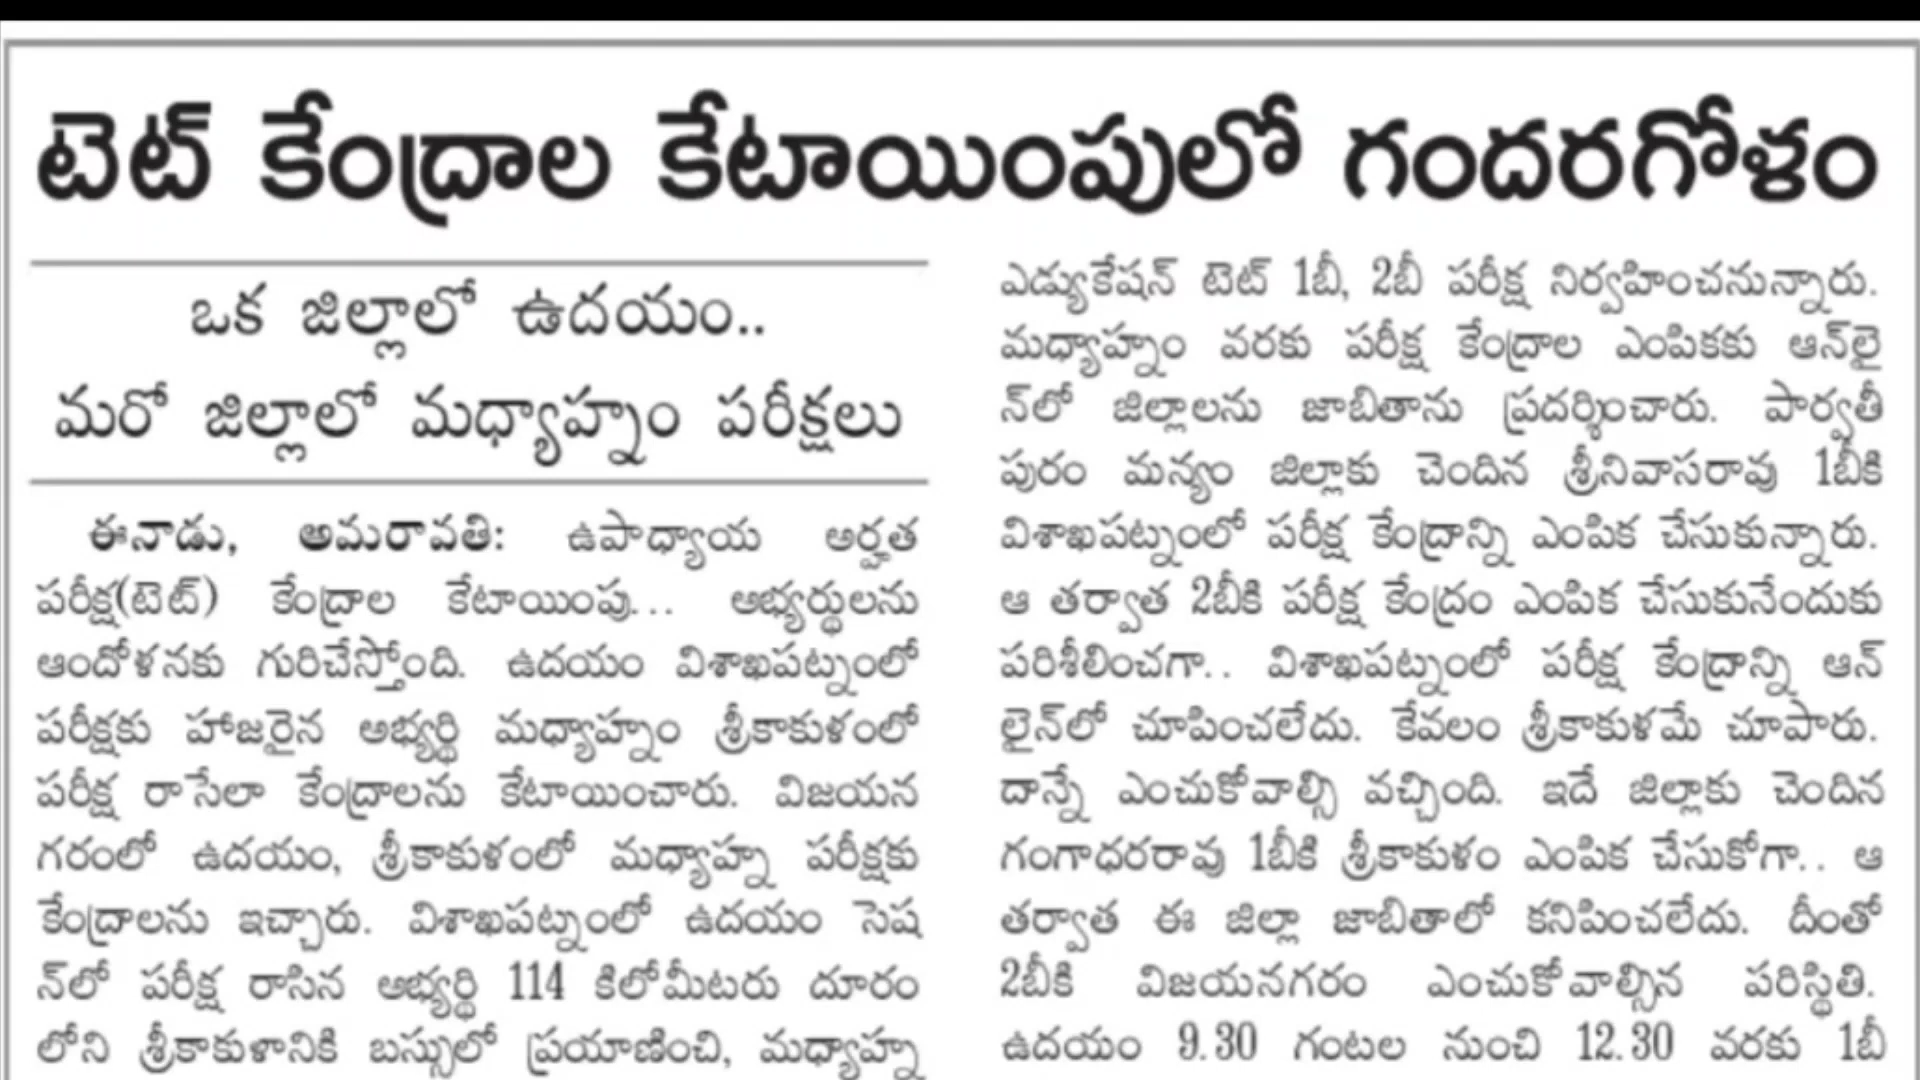 టెట్ కేంద్రాల కేటాయింపులో గందరగోళం
ఒక జిల్లాలో ఉదయం..
మరో జిల్లాలో మధ్యాహ్నం పరీక్షలు
ఈనాడు, అమరావతి: ఉపాధ్యాయ అర్హత
పరీక్ష(టెట్) కేంద్రాల కేటాయింపు... అభ్యర్థులను
ఆందోళనకు గురిచేస్తోంది. ఉదయం విశాఖపట్నంలో
పరీక్షకు హాజరైన అభ్యర్థి మధ్యాహ్నం శ్రీకాకుళంలో
పరీక్ష రాసేలా కేంద్రాలను కేటాయించారు. విజయన
గరంలో ఉదయం, శ్రీకాకుళంలో మధ్యాహ్న పరీక్షకు
కేంద్రాలను ఇచ్చారు. విశాఖపట్నంలో ఉదయం సెష
న్‌లో పరీక్ష రాసిన అభ్యర్థి 114 కిలోమీటరు దూరం
లోని శ్రీకాకుళానికి బస్సులో ప్రయాణించి, మధ్యాహ్న
ఎడ్యుకేషన్ టెట్ 1బీ, 2బీ పరీక్ష నిర్వహించనున్నారు.
మధ్యాహ్నం వరకు పరీక్ష కేంద్రాల ఎంపికకు ఆన్‌లై
న్‌లో జిల్లాలను జాబితాను ప్రదర్శించారు. పార్వతీ
పురం మన్యం జిల్లాకు చెందిన శ్రీనివాసరావు 1బీకి
విశాఖపట్నంలో పరీక్ష కేంద్రాన్ని ఎంపిక చేసుకున్నారు.
ఆ తర్వాత 2బీకి పరీక్ష కేంద్రం ఎంపిక చేసుకునేందుకు
పరిశీలించగా.. విశాఖపట్నంలో పరీక్ష కేంద్రాన్ని ఆన్
లైన్‌లో చూపించలేదు. కేవలం శ్రీకాకుళమే చూపారు.
దాన్నే ఎంచుకోవాల్సి వచ్చింది. ఇదే జిల్లాకు చెందిన
గంగాధరరావు 1బీకి శ్రీకాకుళం ఎంపిక చేసుకోగా.. ఆ
తర్వాత ఈ జిల్లా జాబితాలో కనిపించలేదు. దీంతో
2బీకి విజయనగరం ఎంచుకోవాల్సిన పరిస్థితి.
ఉదయం 9.30 గంటల నుంచి 12.30 వరకు 1బీ